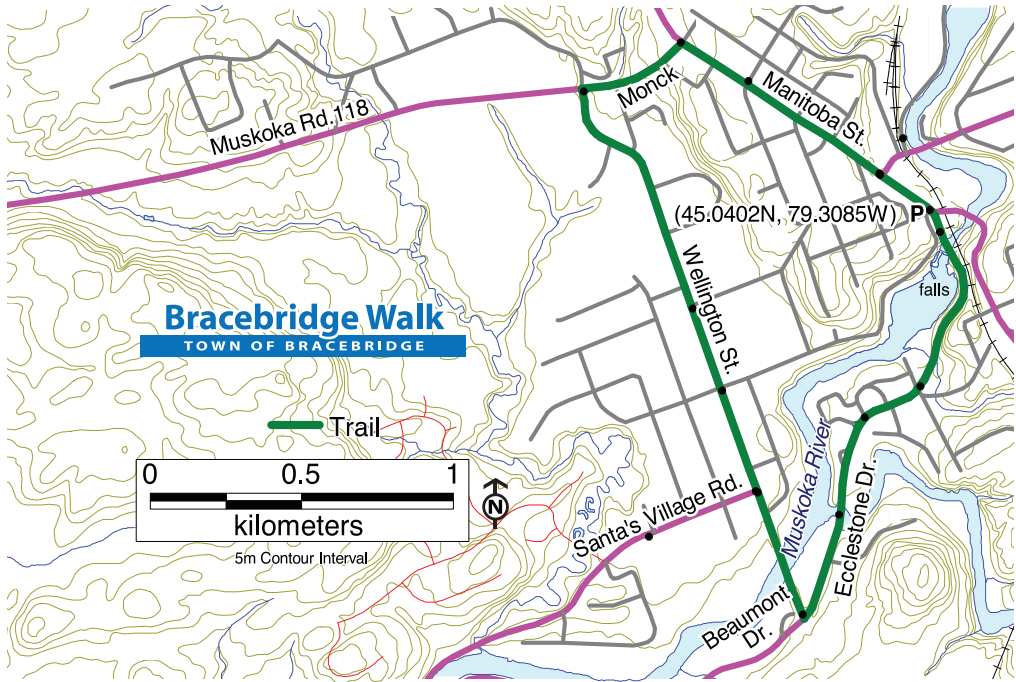 Monck
Manitoba St.
Muskoka Rd.118
(45.0402N, 79.3085W) P
Wellington St.
falls
Bracebridge Walk
TOWN OF BRACEBRIDGE
Trail
0 0.5 1
kilometers
N
5m Contour Interval
Santa's Village Rd.
Muskoka River
Ecclestone Dr.
Beaumont
Dr.